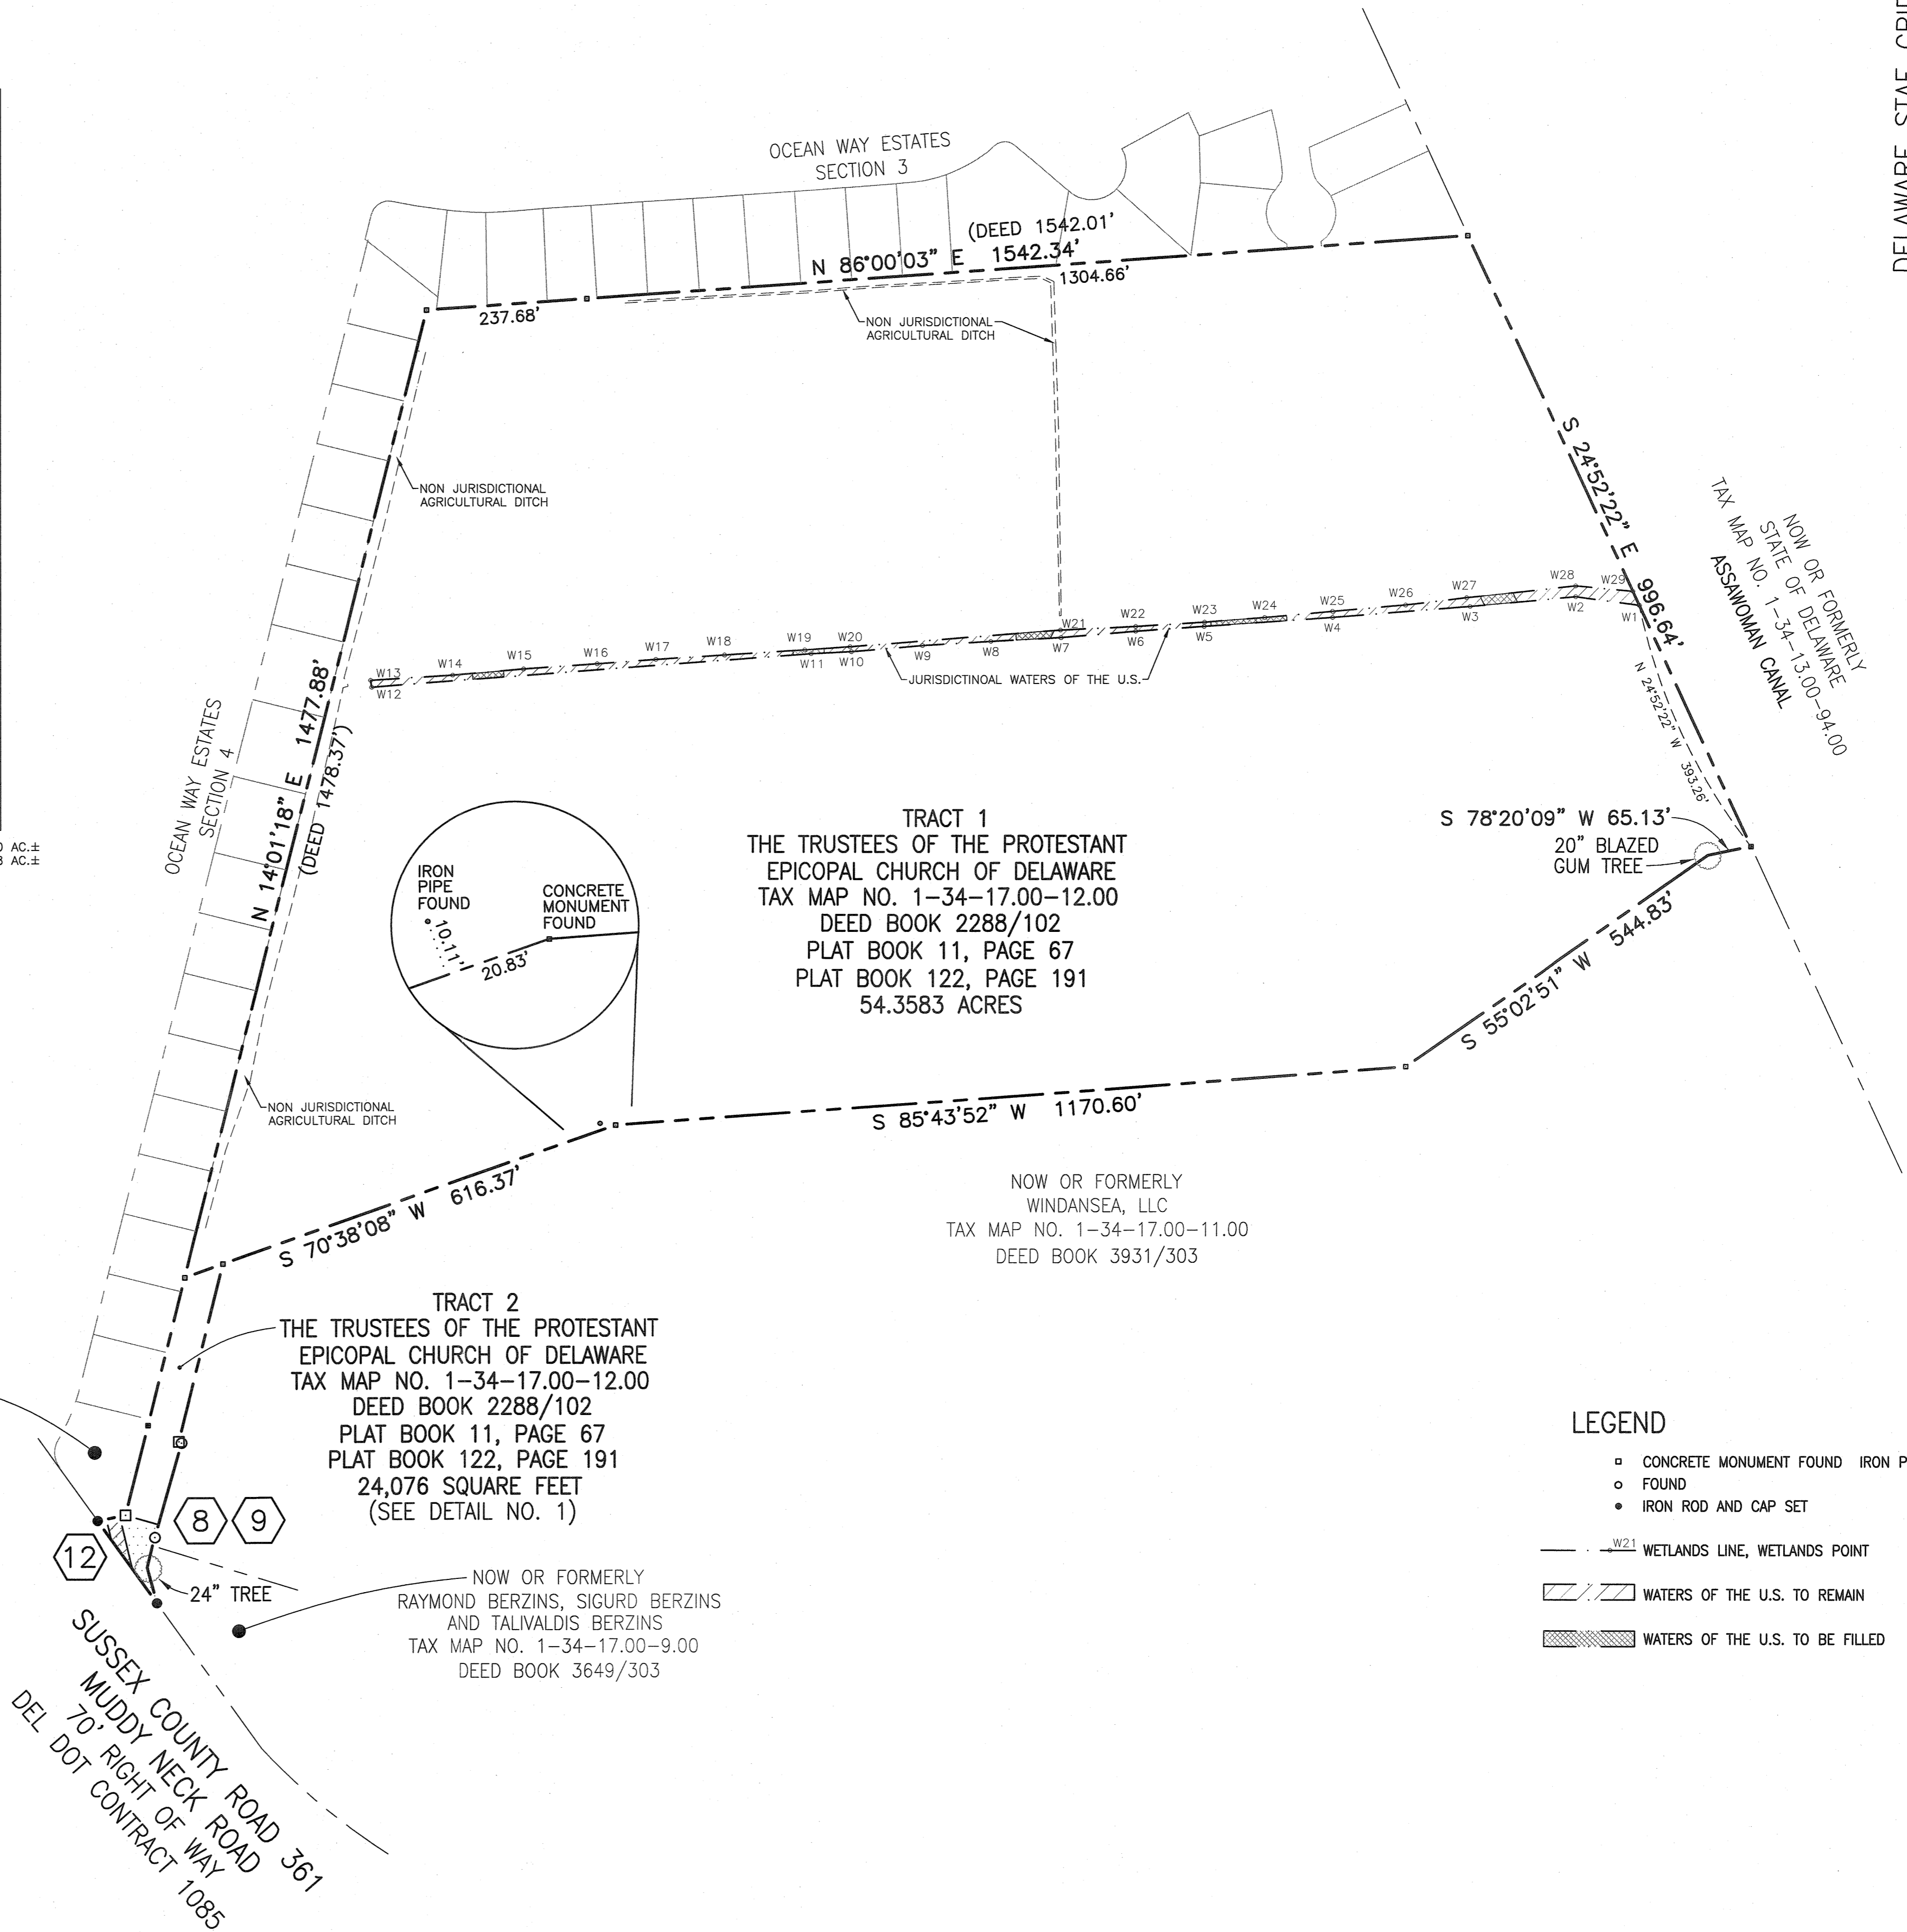 DELAWARE STAE GRID
0 AC.±
8 AC.±
OCEAN WAY ESTATES
SECTION 3
(DEED 1542.01'
N 86°00'03" E 1542.34'
1304.66'
237.68'
NON JURISDICTIONAL
AGRICULTURAL DITCH
NON JURISDICTIONAL
AGRICULTURAL DITCH
S 24°52'22" E 996.64'
NOW OR FORMERLY
STATE OF DELAWARE
TAX MAP NO. 1-34-13.00-94.00
ASSAWOMAN CANAL
N 24°52'22" W 393.26'
W13
W14
W15
W16
W17
W18
W19
W20
W21
W22
W23
W24
W25
W26
W27
W28
W29
W12
W11
W10
W9
W8
W7
W6
W5
W4
W3
W2
W1
JURISDICTINOAL WATERS OF THE U.S.
OCEAN WAY ESTATES
SECTION 4
N 14°01'18" E 1477.88'
(DEED 1478.37')
IRON
PIPE
FOUND
CONCRETE
MONUMENT
FOUND
10.11'
20.83'
TRACT 1
THE TRUSTEES OF THE PROTESTANT
EPICOPAL CHURCH OF DELAWARE
TAX MAP NO. 1-34-17.00-12.00
DEED BOOK 2288/102
PLAT BOOK 11, PAGE 67
PLAT BOOK 122, PAGE 191
54.3583 ACRES
S 78°20'09" W 65.13'
20" BLAZED
GUM TREE
S 55°02'51" W 544.83'
NON JURISDICTIONAL
AGRICULTURAL DITCH
S 85°43'52" W 1170.60'
S 70°38'08" W 616.37'
NOW OR FORMERLY
WINDANSEA, LLC
TAX MAP NO. 1-34-17.00-11.00
DEED BOOK 3931/303
TRACT 2
THE TRUSTEES OF THE PROTESTANT
EPICOPAL CHURCH OF DELAWARE
TAX MAP NO. 1-34-17.00-12.00
DEED BOOK 2288/102
PLAT BOOK 11, PAGE 67
PLAT BOOK 122, PAGE 191
24,076 SQUARE FEET
(SEE DETAIL NO. 1)
8
9
12
24" TREE
NOW OR FORMERLY
RAYMOND BERZINS, SIGURD BERZINS
AND TALIVALDIS BERZINS
TAX MAP NO. 1-34-17.00-9.00
DEED BOOK 3649/303
SUSSEX COUNTY ROAD 361
MUDDY NECK ROAD
70' RIGHT OF WAY
DEL DOT CONTRACT 1085
LEGEND
CONCRETE MONUMENT FOUND IRON P
FOUND
IRON ROD AND CAP SET
W21 WETLANDS LINE, WETLANDS POINT
WATERS OF THE U.S. TO REMAIN
WATERS OF THE U.S. TO BE FILLED